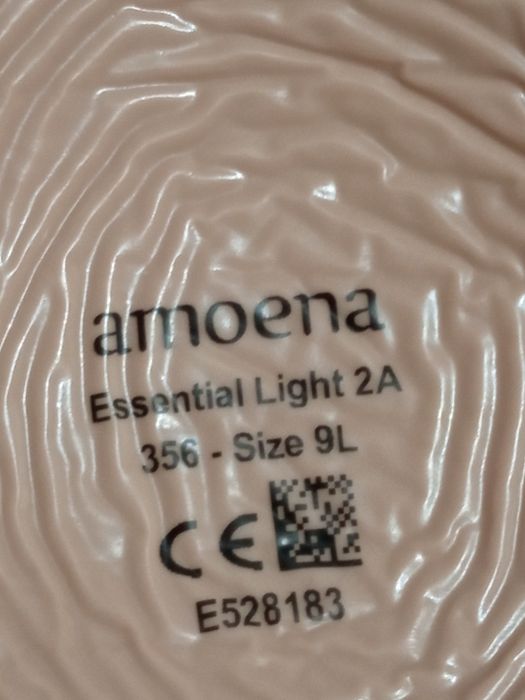 amoena
Essential Light 2A
356 - Size 9L
CE
E528183